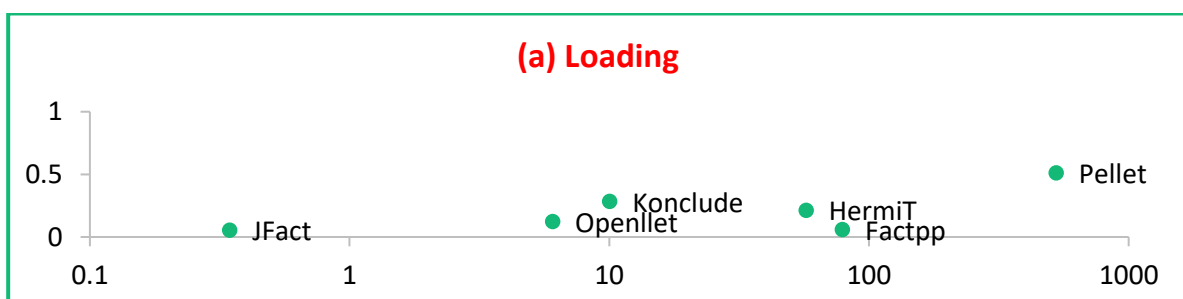 (a) Loading
1
0.5
0
Pellet
Konclude
HermiT
Openllet
JFact
Factpp
0.1
1
10
100
1000